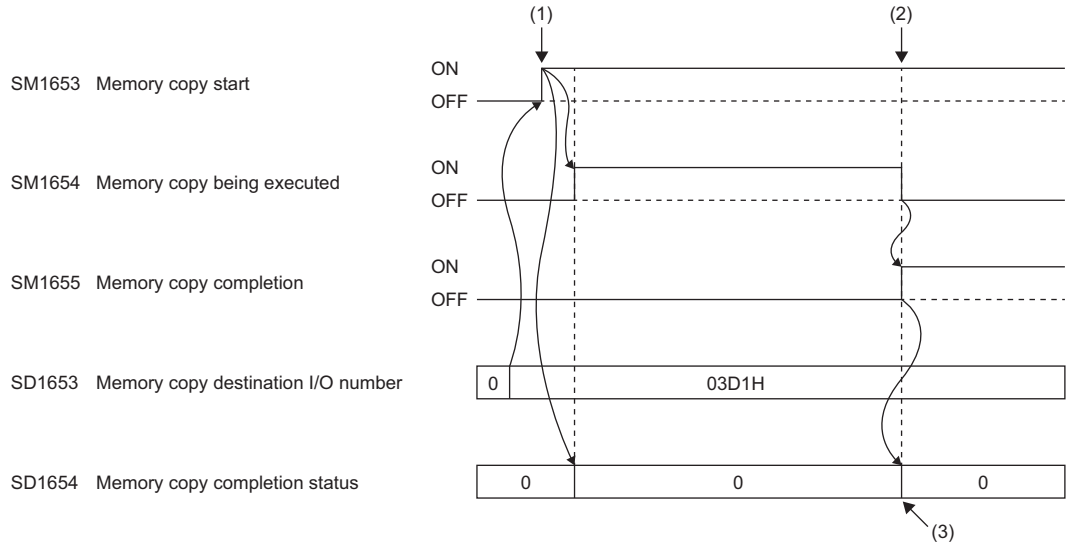 (1) (2)
SM1653 Memory copy start ON
OFF
SM1654 Memory copy being executed ON
OFF
SM1655 Memory copy completion ON
OFF
SD1653 Memory copy destination I/O number 0 03D1H
SD1654 Memory copy completion status 0 0 0
(3)